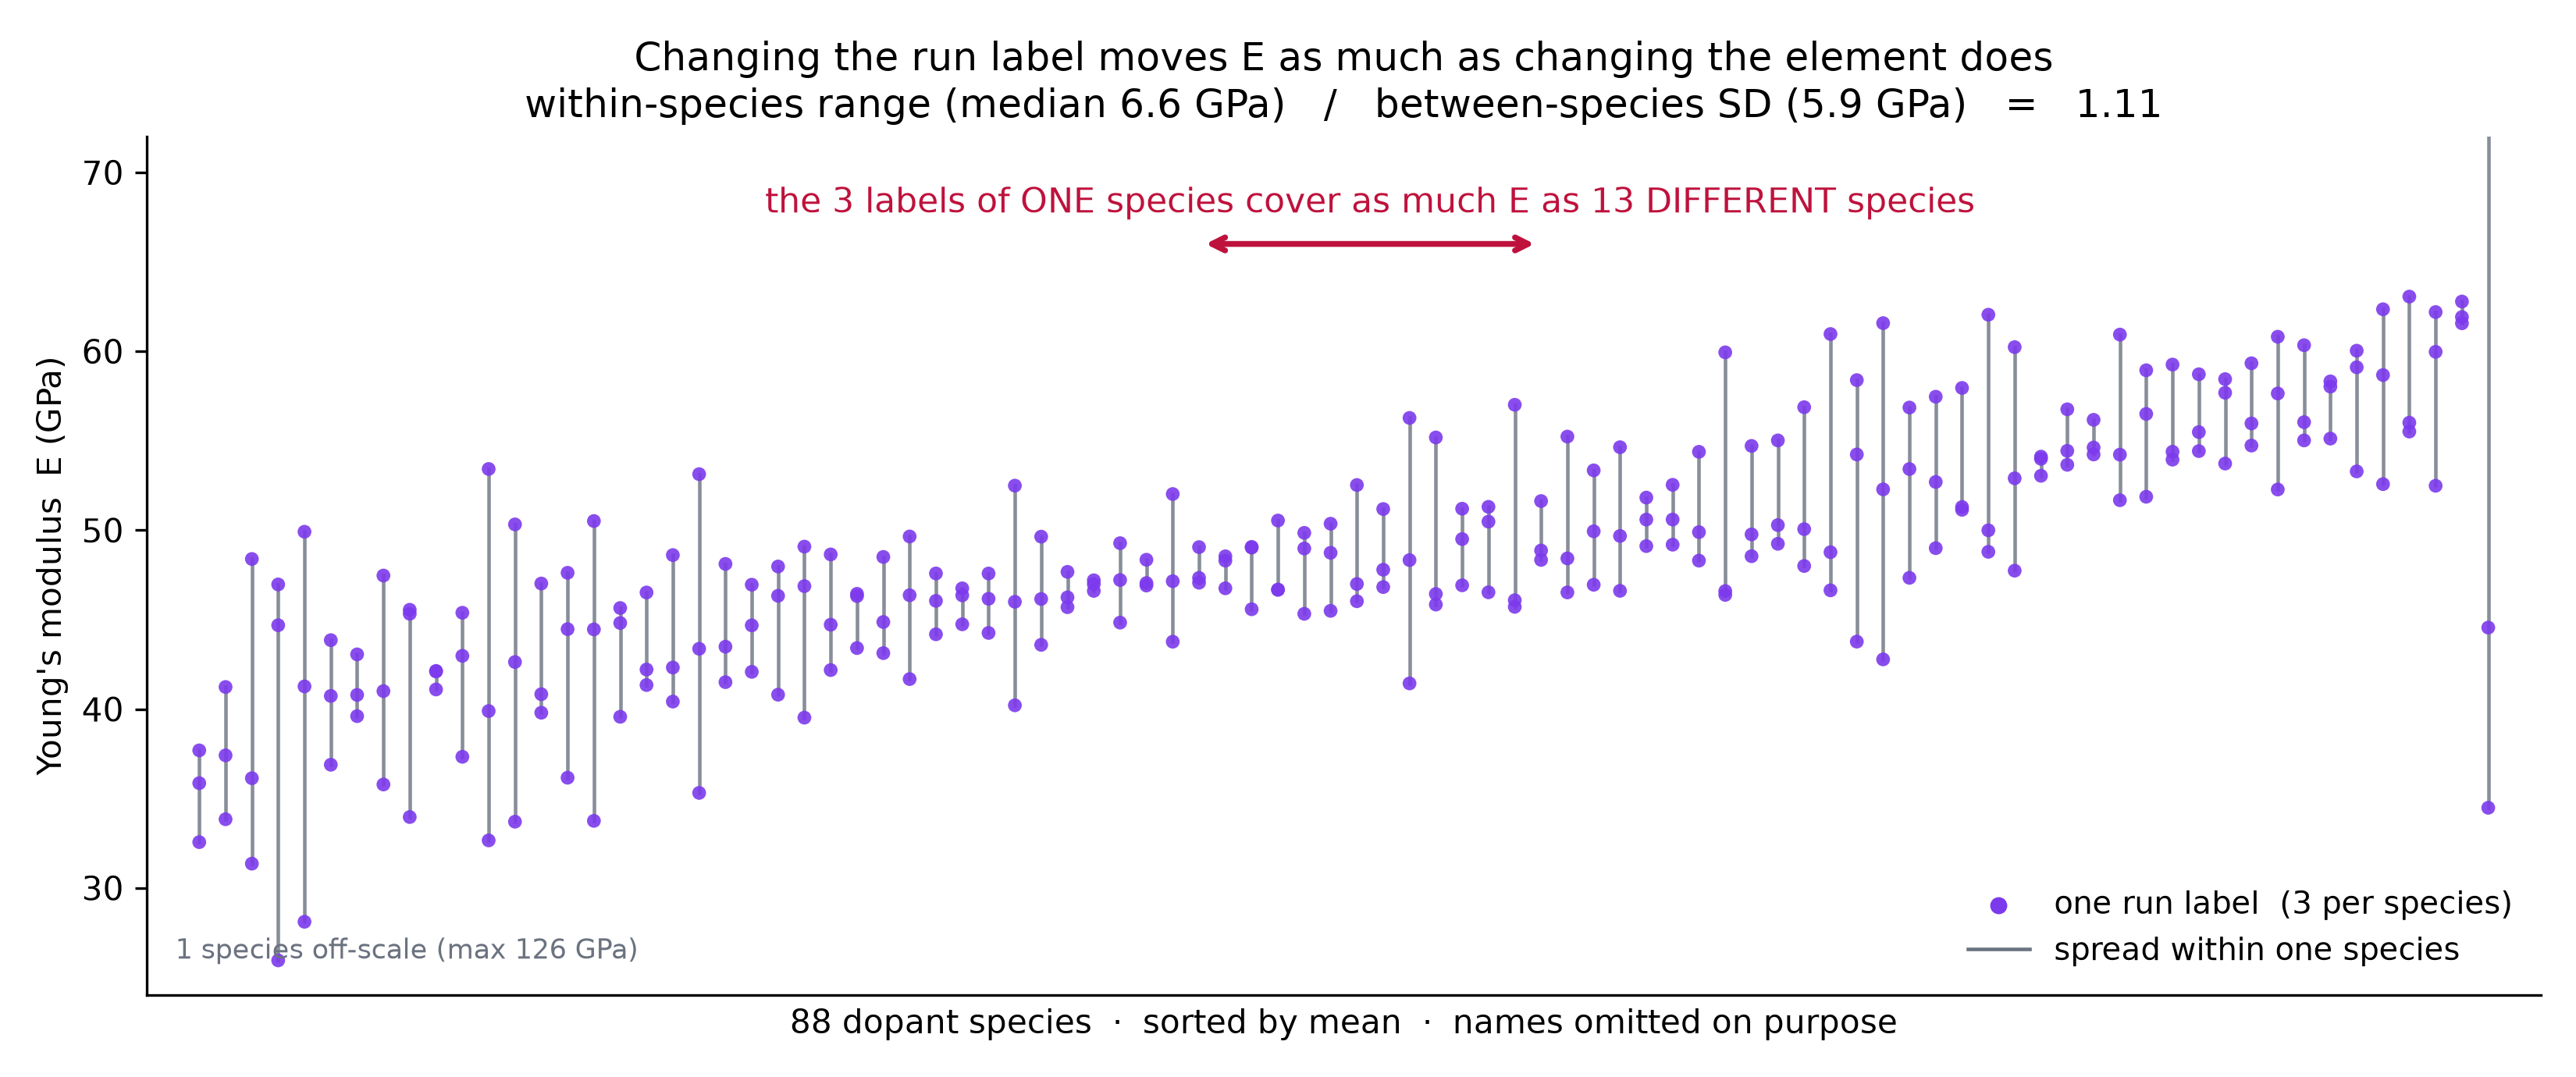 Changing the run label moves E as much as changing the element does
within-species range (median 6.6 GPa) / between-species SD (5.9 GPa) = 1.11
the 3 labels of ONE species cover as much E as 13 DIFFERENT species
Young's modulus E (GPa)
70
60
50
40
30
1 species off-scale (max 126 GPa)
one run label (3 per species)
spread within one species
88 dopant species · sorted by mean · names omitted on purpose